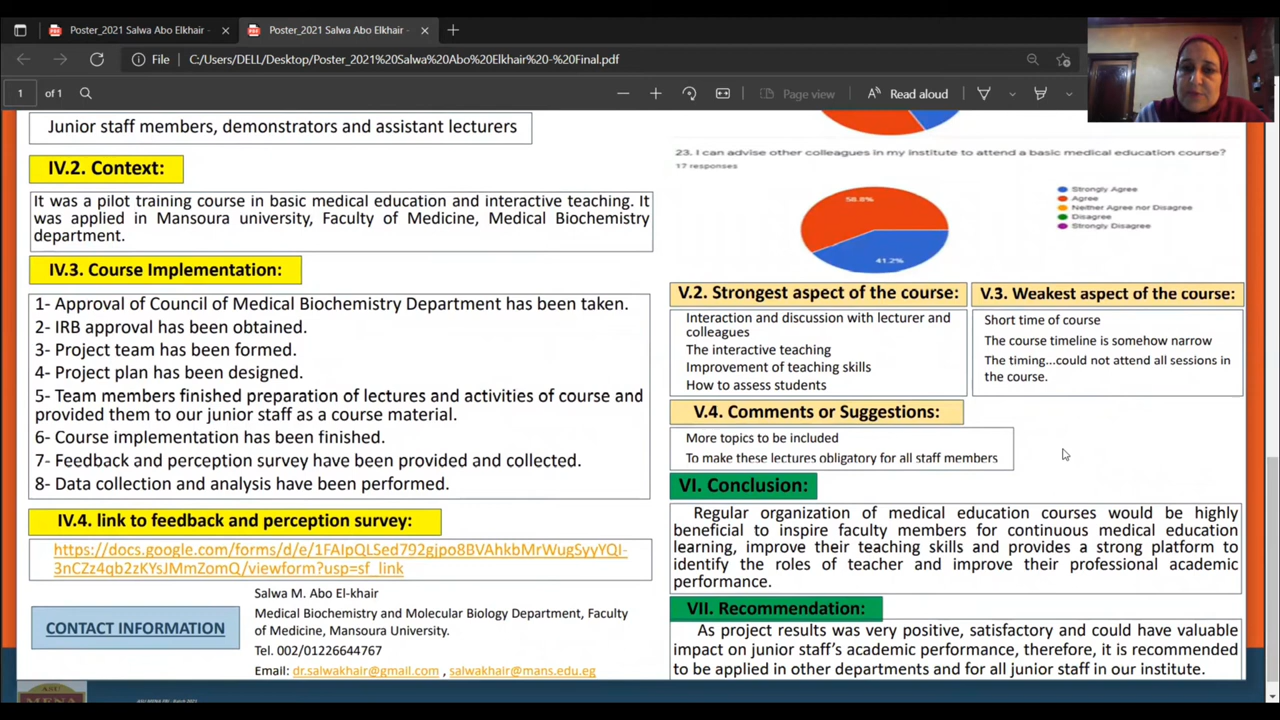 Poster_2021 Salwa Abo Elkhair -
Poster_2021 Salwa Abo Elkhair -
File
C:/Users/DELL/Desktop/Poster_2021%20Salwa%20Abo%20Elkhair%20-%20Final.pdf
1 of 1
Page view
Read aloud
Junior staff members, demonstrators and assistant lecturers
IV.2. Context:
It was a pilot training course in basic medical education and interactive teaching. It
was applied in Mansoura university, Faculty of Medicine, Medical Biochemistry
department.
IV.3. Course Implementation:
1- Approval of Council of Medical Biochemistry Department has been taken.
2- IRB approval has been obtained.
3- Project team has been formed.
4- Project plan has been designed.
5- Team members finished preparation of lectures and activities of course and
provided them to our junior staff as a course material.
6- Course implementation has been finished.
7- Feedback and perception survey have been provided and collected.
8- Data collection and analysis have been performed.
IV.4. link to feedback and perception survey:
https://docs.google.com/forms/d/e/1FAIpQLSed792gjpo8BVAhkbMrWugSyyYQI-
3nCZz4qb2zKYsJMmZomQ/viewform?usp=sf_link
CONTACT INFORMATION
Salwa M. Abo El-khair
Medical Biochemistry and Molecular Biology Department, Faculty
of Medicine, Mansoura University.
Tel. 002/01226644767
Email: dr.salwakhair@gmail.com , salwakhair@mans.edu.eg
23. I can advise other colleagues in my institute to attend a basic medical education course?
17 responses
58.8%
41.2%
Strongly Agree
Agree
Neither Agree nor Disagree
Disagree
Strongly Disagree
V.2. Strongest aspect of the course:
Interaction and discussion with lecturer and
colleagues
The interactive teaching
Improvement of teaching skills
How to assess students
V.3. Weakest aspect of the course:
Short time of course
The course timeline is somehow narrow
The timing...could not attend all sessions in
the course.
V.4. Comments or Suggestions:
More topics to be included
To make these lectures obligatory for all staff members
VI. Conclusion:
Regular organization of medical education courses would be highly
beneficial to inspire faculty members for continuous medical education
learning, improve their teaching skills and provides a strong platform to
identify the roles of teacher and improve their professional academic
performance.
VII. Recommendation:
As project results was very positive, satisfactory and could have valuable
impact on junior staff's academic performance, therefore, it is recommended
to be applied in other departments and for all junior staff in our institute.